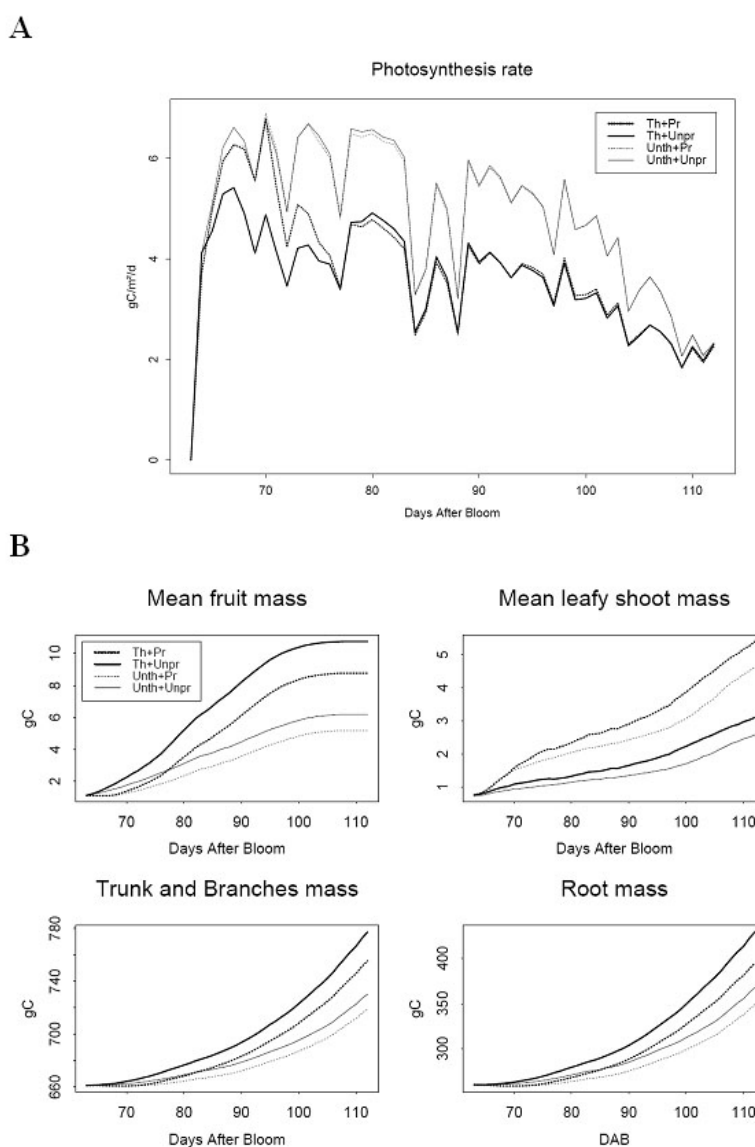 A
Photosynthesis rate
Th+Pr
Th+Unpr
Unth+Pr
Unth+Unpr
gC/m²/d
0 2 4 6
70 80 90 100 110
Days After Bloom
B
Mean fruit mass
Th+Pr
Th+Unpr
Unth+Pr
Unth+Unpr
gC
2 4 6 8 10
70 80 90 100 110
Days After Bloom
Mean leafy shoot mass
gC
1 2 3 4 5
70 80 90 100 110
Days After Bloom
Trunk and Branches mass
gC
660 700 740 780
70 80 90 100 110
Days After Bloom
Root mass
gC
300 350 400
70 80 90 100 110
DAB